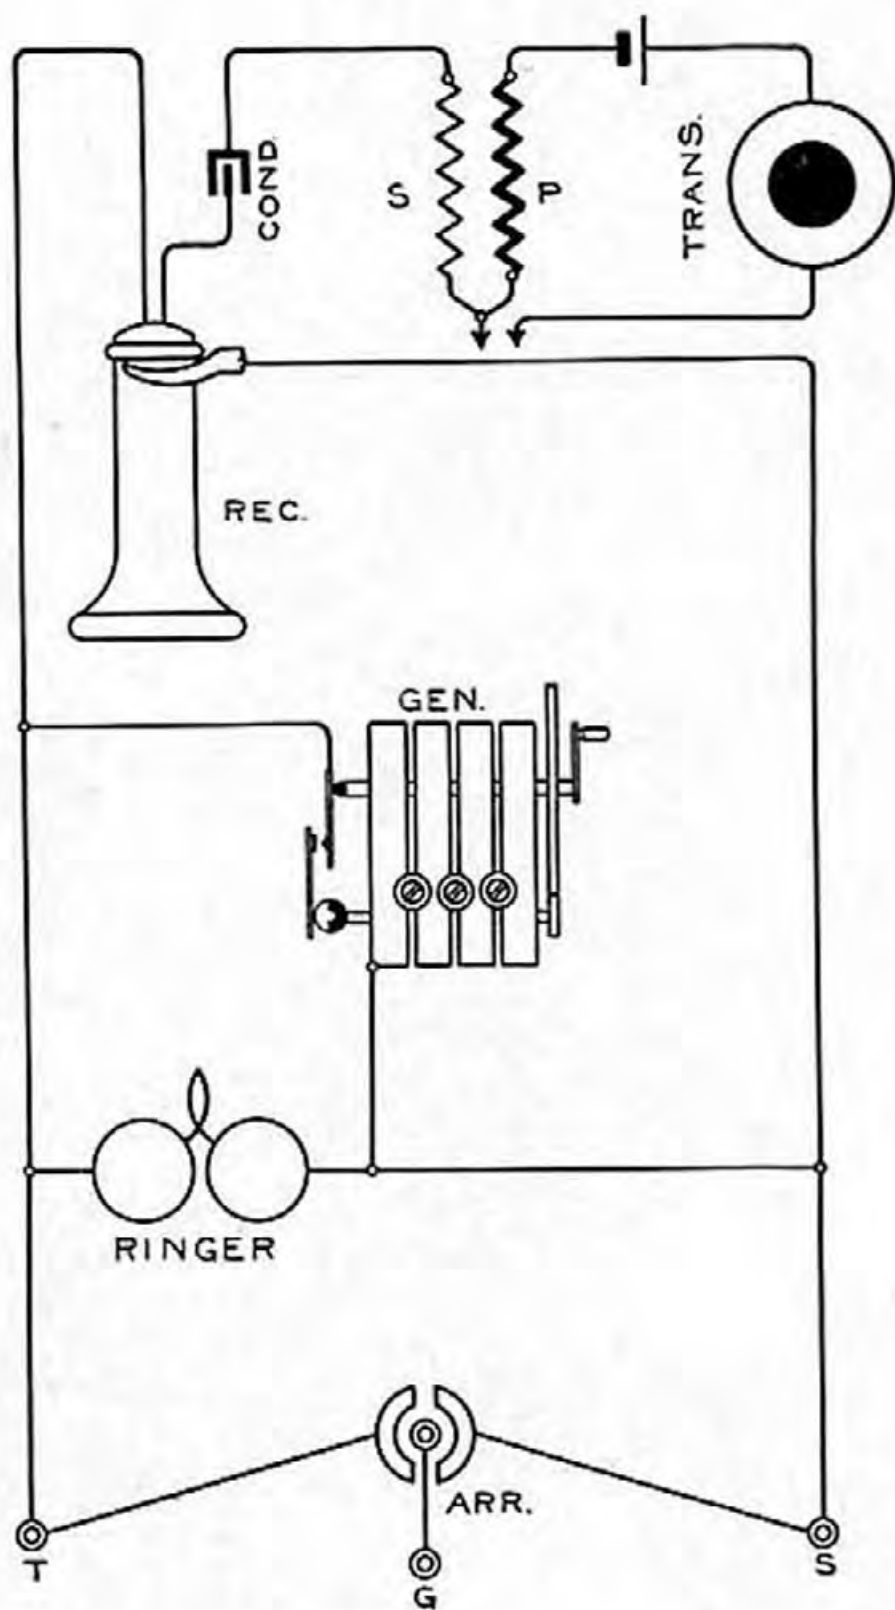 COND.
S
P
TRANS.
REC.
GEN.
RINGER
ARR.
T
G
S